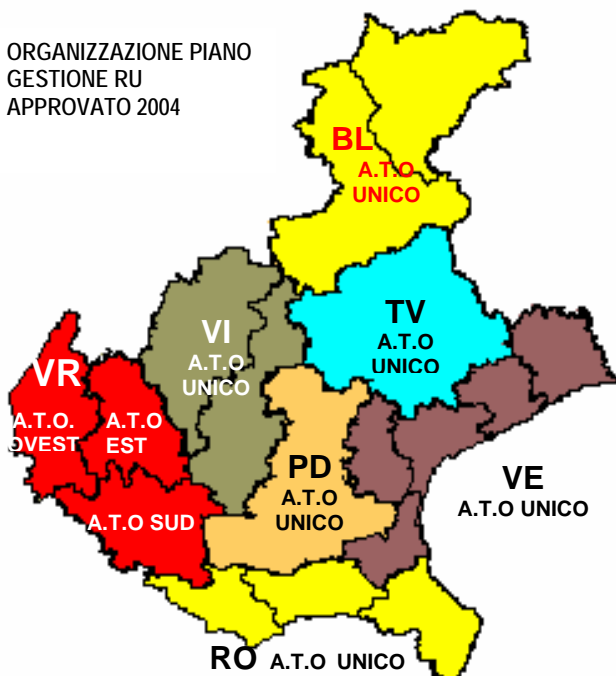 ORGANIZZAZIONE PIANO
GESTIONE RU
APPROVATO 2004
BL
A.T.O
UNICO
TV
A.T.O
UNICO
VI
A.T.O
UNICO
VR
A.T.O.
OVEST
A.T.O
EST
A.T.O SUD
PD
A.T.O
UNICO
VE
A.T.O UNICO
RO A.T.O UNICO